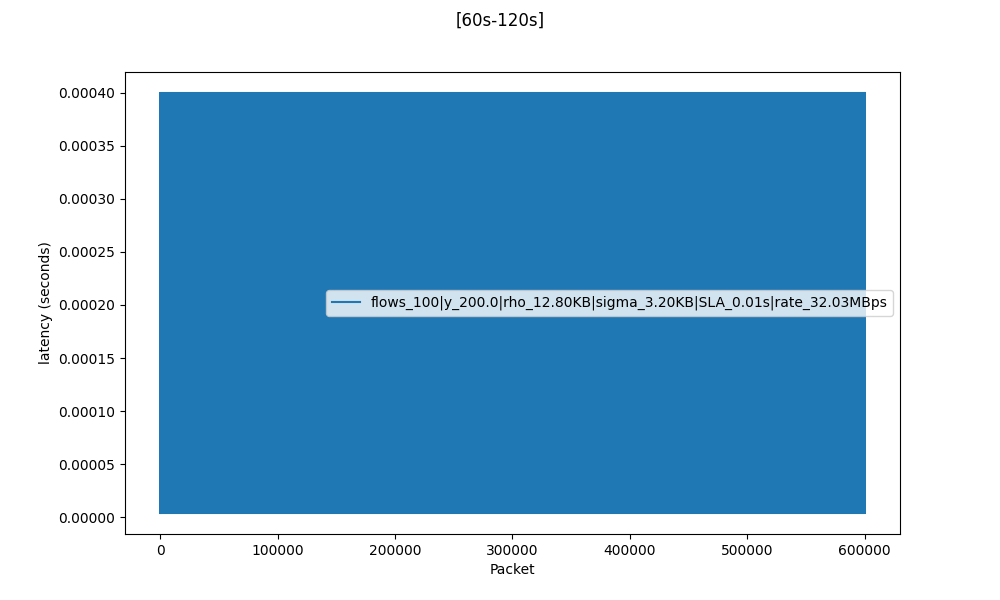 [60s-120s]
0.00040
0.00035
0.00030
0.00025
0.00020
0.00015
0.00010
0.00005
0.00000
latency (seconds)
flows_100|y_200.0|rho_12.80KB|sigma_3.20KB|SLA_0.01s|rate_32.03MBps
0 100000 200000 300000 400000 500000 600000
Packet